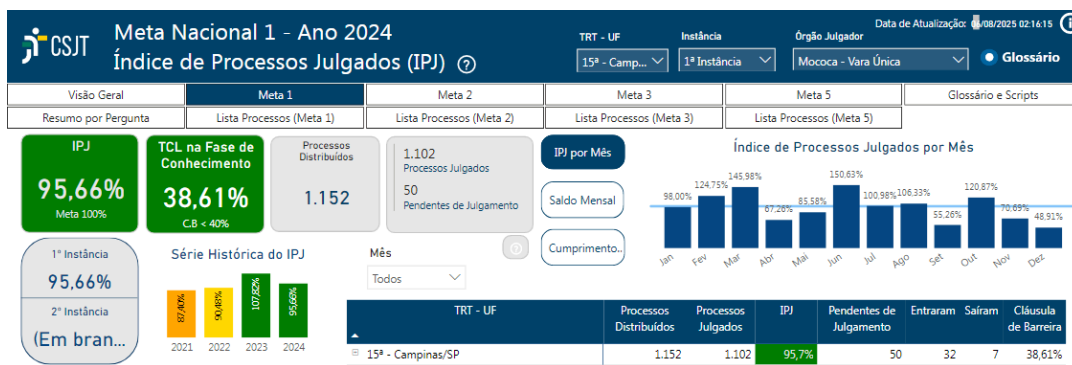 CSJT
Meta Nacional 1 - Ano 2024
Índice de Processos Julgados (IPJ)
Data de Atualização: 06/08/2025 02:16:15
TRT - UF
Instância
Órgão Julgador
15ª - Camp...
1ª Instância
Mococa - Vara Única
Glossário
Visão Geral
Meta 1
Meta 2
Meta 3
Meta 5
Glossário e Scripts
Resumo por Pergunta
Lista Processos (Meta 1)
Lista Processos (Meta 2)
Lista Processos (Meta 3)
Lista Processos (Meta 5)
IPJ
95,66%
Meta 100%
TCL na Fase de
Conhecimento
38,61%
C.B < 40%
Processos
Distribuídos
1.152
1.102
Processos Julgados
50
Pendentes de Julgamento
IPJ por Mês
Saldo Mensal
Cumprimento..
Índice de Processos Julgados por Mês
98,00% 124,75% 145,98% 67,26% 85,58% 150,63% 100,98% 106,33% 55,26% 120,87% 70,69% 48,91%
Jan Fev Mar Abr Mai Jun Jul Ago Set Out Nov Dez
1ª Instância
95,66%
2ª Instância
(Em bran...
Série Histórica do IPJ
87,40% 90,48% 107,82% 95,66%
2021 2022 2023 2024
Mês
Todos
TRT - UF Processos Distribuídos Processos Julgados IPJ Pendentes de Julgamento Entraram Saíram Cláusula de Barreira
15ª - Campinas/SP 1.152 1.102 95,7% 50 32 7 38,61%